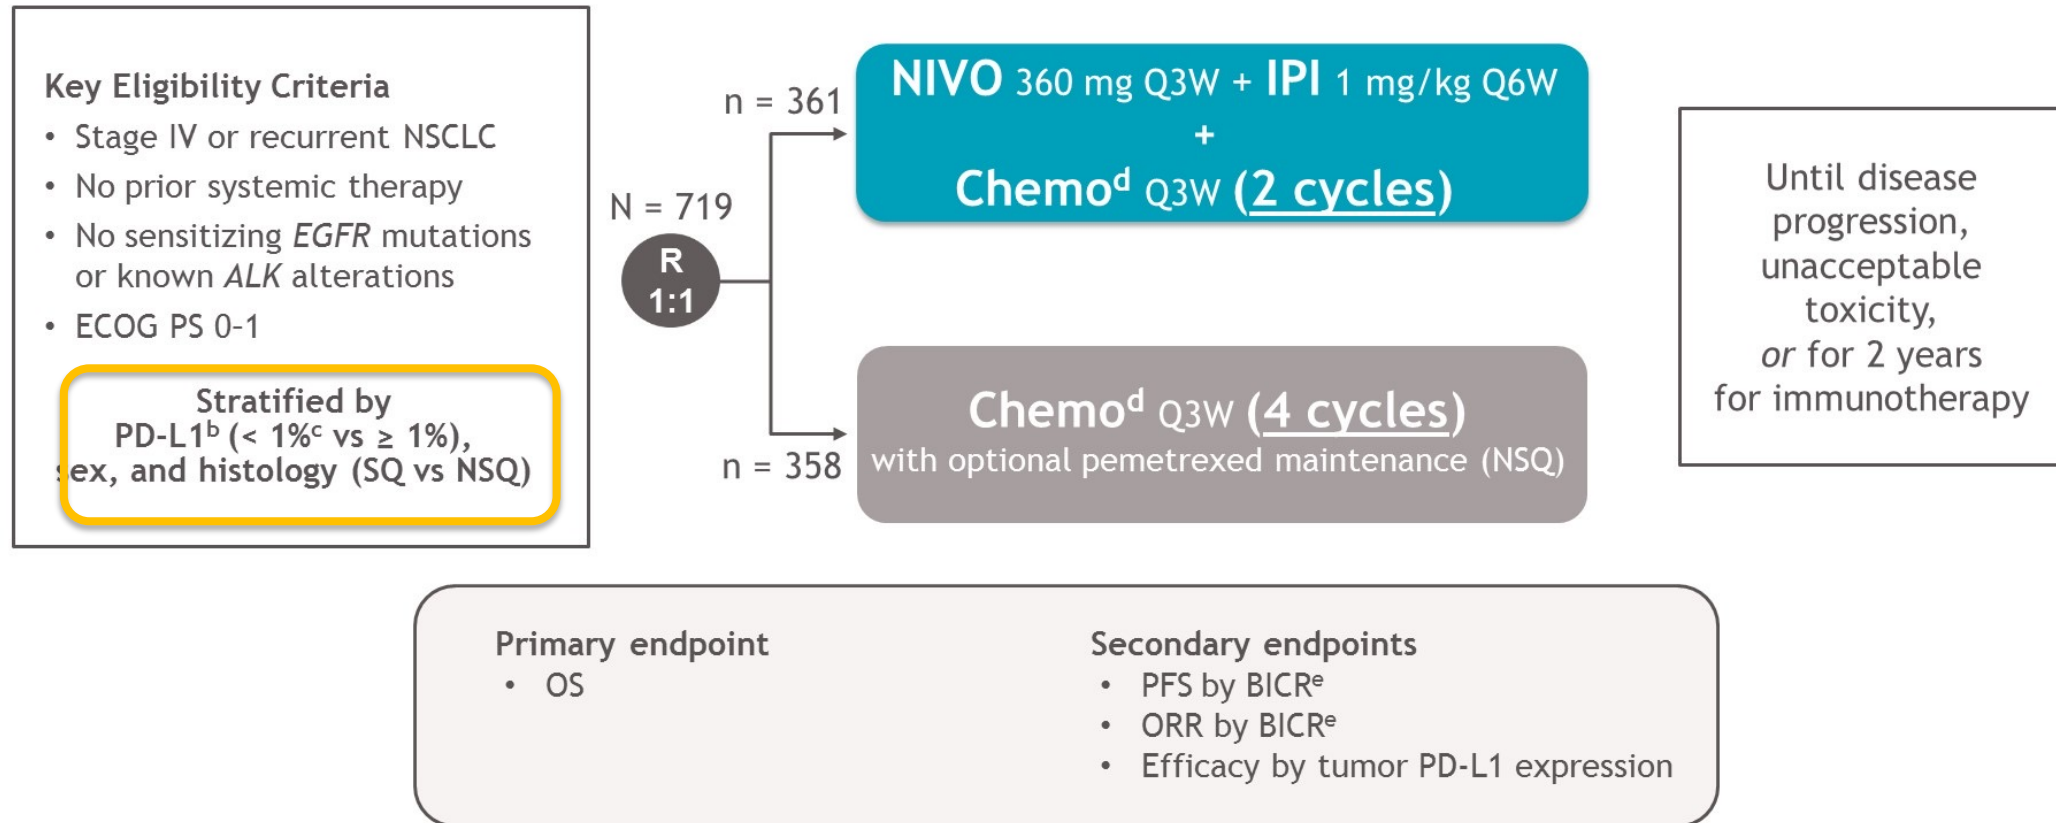 Key Eligibility Criteria
• Stage IV or recurrent NSCLC
• No prior systemic therapy
• No sensitizing EGFR mutations
or known ALK alterations
• ECOG PS 0–1
Stratified by
PD-L1ᵇ (< 1%ᶜ vs ≥ 1%),
sex, and histology (SQ vs NSQ)
N = 719
R
1:1
n = 361
NIVO 360 mg Q3W + IPI 1 mg/kg Q6W
+
Chemoᵈ Q3W (2 cycles)
n = 358
Chemoᵈ Q3W (4 cycles)
with optional pemetrexed maintenance (NSQ)
Until disease
progression,
unacceptable
toxicity,
or for 2 years
for immunotherapy
Primary endpoint
• OS
Secondary endpoints
• PFS by BICRᵉ
• ORR by BICRᵉ
• Efficacy by tumor PD-L1 expression